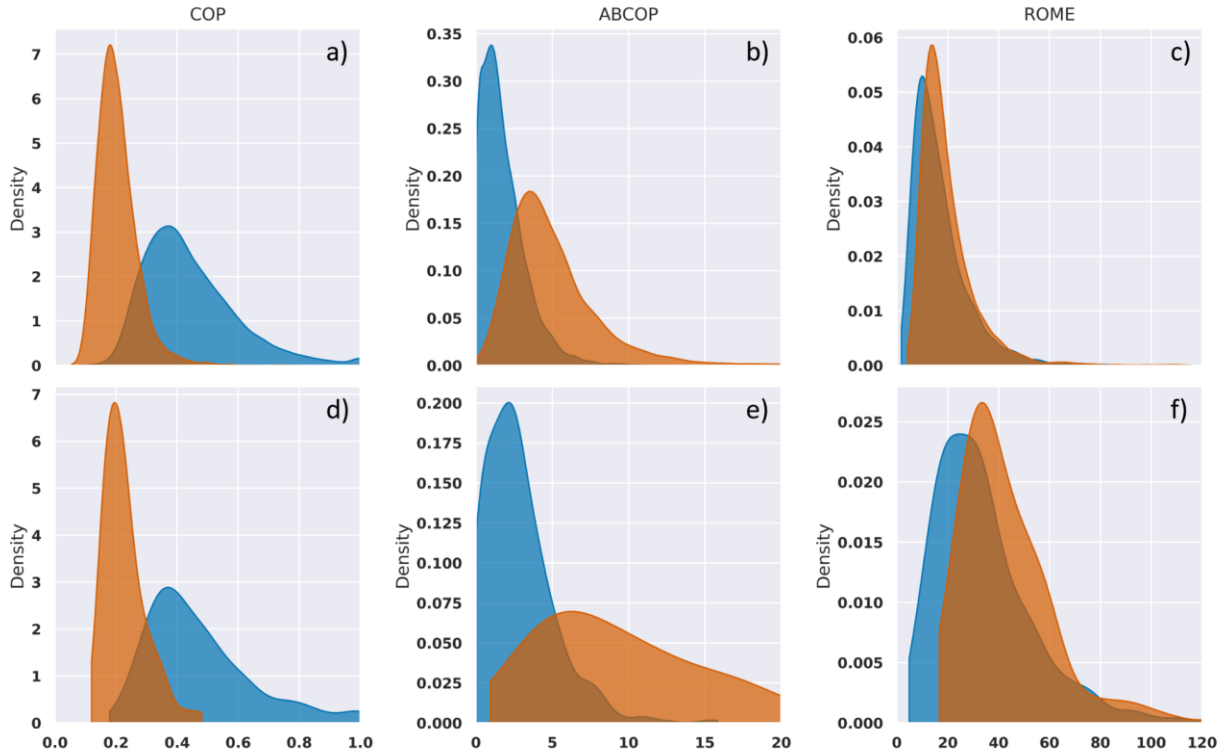 COP ABCOP ROME
a) b) c)
Density Density Density
7 6 5 4 3 2 1 0
0.35 0.30 0.25 0.20 0.15 0.10 0.05 0.00
0.06 0.05 0.04 0.03 0.02 0.01 0.00
d) e) f)
Density Density Density
7 6 5 4 3 2 1 0
0.200 0.175 0.150 0.125 0.100 0.075 0.050 0.025 0.000
0.025 0.020 0.015 0.010 0.005 0.000
0.0 0.2 0.4 0.6 0.8 1.0
0 5 10 15 20
0 20 40 60 80 100 120